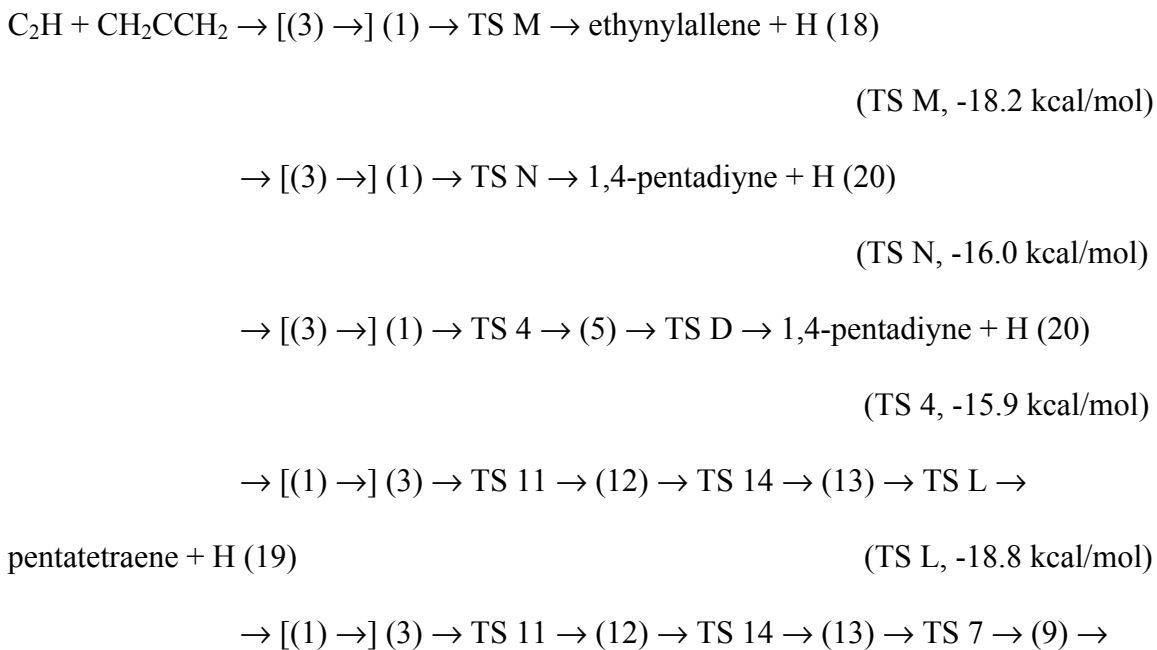 C₂H + CH₂CCH₂ → [(3) →] (1) → TS M → ethynylallene + H (18)
(TS M, -18.2 kcal/mol)
→ [(3) →] (1) → TS N → 1,4-pentadiyne + H (20)
(TS N, -16.0 kcal/mol)
→ [(3) →] (1) → TS 4 → (5) → TS D → 1,4-pentadiyne + H (20)
(TS 4, -15.9 kcal/mol)
→ [(1) →] (3) → TS 11 → (12) → TS 14 → (13) → TS L →
pentatetraene + H (19) (TS L, -18.8 kcal/mol)
→ [(1) →] (3) → TS 11 → (12) → TS 14 → (13) → TS 7 → (9) →